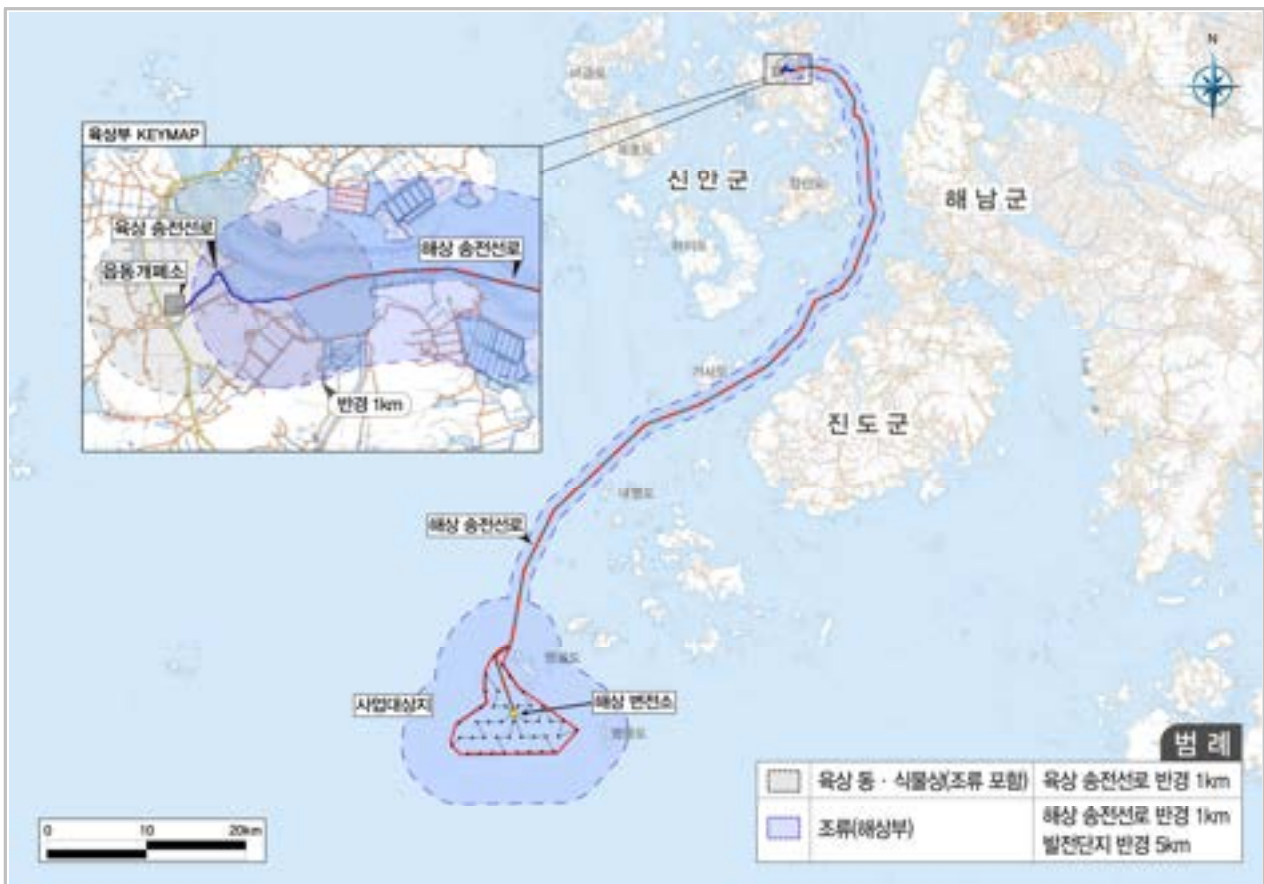 N
육상부 KEYMAP
육상 송전선로
읍동개폐소
해상 송전선로
반경 1km
신 안 군
해 남 군
진 도 군
해상 송전선로
사업대상지
해상 변전소
범 례
육상 동 · 식물상(조류 포함)
육상 송전선로 반경 1km
조류(해상부)
해상 송전선로 반경 1km
발전단지 반경 5km
0 10 20km